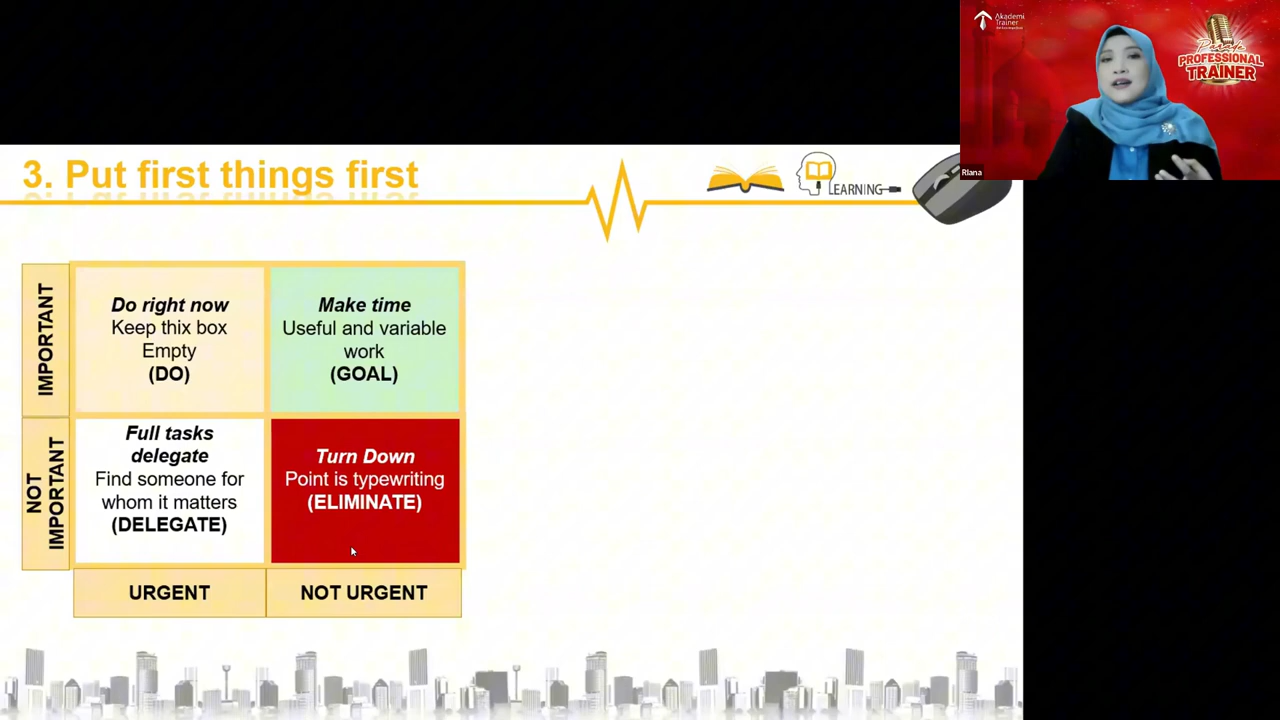 3. Put first things first
LEARNING
Akademi
Trainer
PROFESSIONAL
TRAINER
Riana
IMPORTANT
Do right now
Keep thix box
Empty
(DO)
Make time
Useful and variable
work
(GOAL)
NOT
IMPORTANT
Full tasks
delegate
Find someone for
whom it matters
(DELEGATE)
Turn Down
Point is typewriting
(ELIMINATE)
URGENT
NOT URGENT